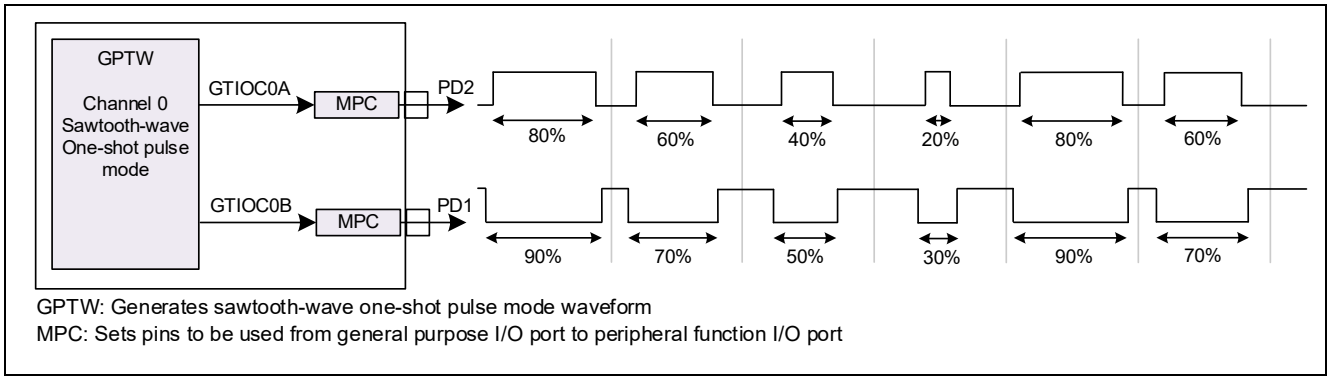 GPTW
Channel 0
Sawtooth-wave
One-shot pulse
mode
GTIOC0A
MPC
PD2
80%
60%
40%
20%
80%
60%
GTIOC0B
MPC
PD1
90%
70%
50%
30%
90%
70%
GPTW: Generates sawtooth-wave one-shot pulse mode waveform
MPC: Sets pins to be used from general purpose I/O port to peripheral function I/O port